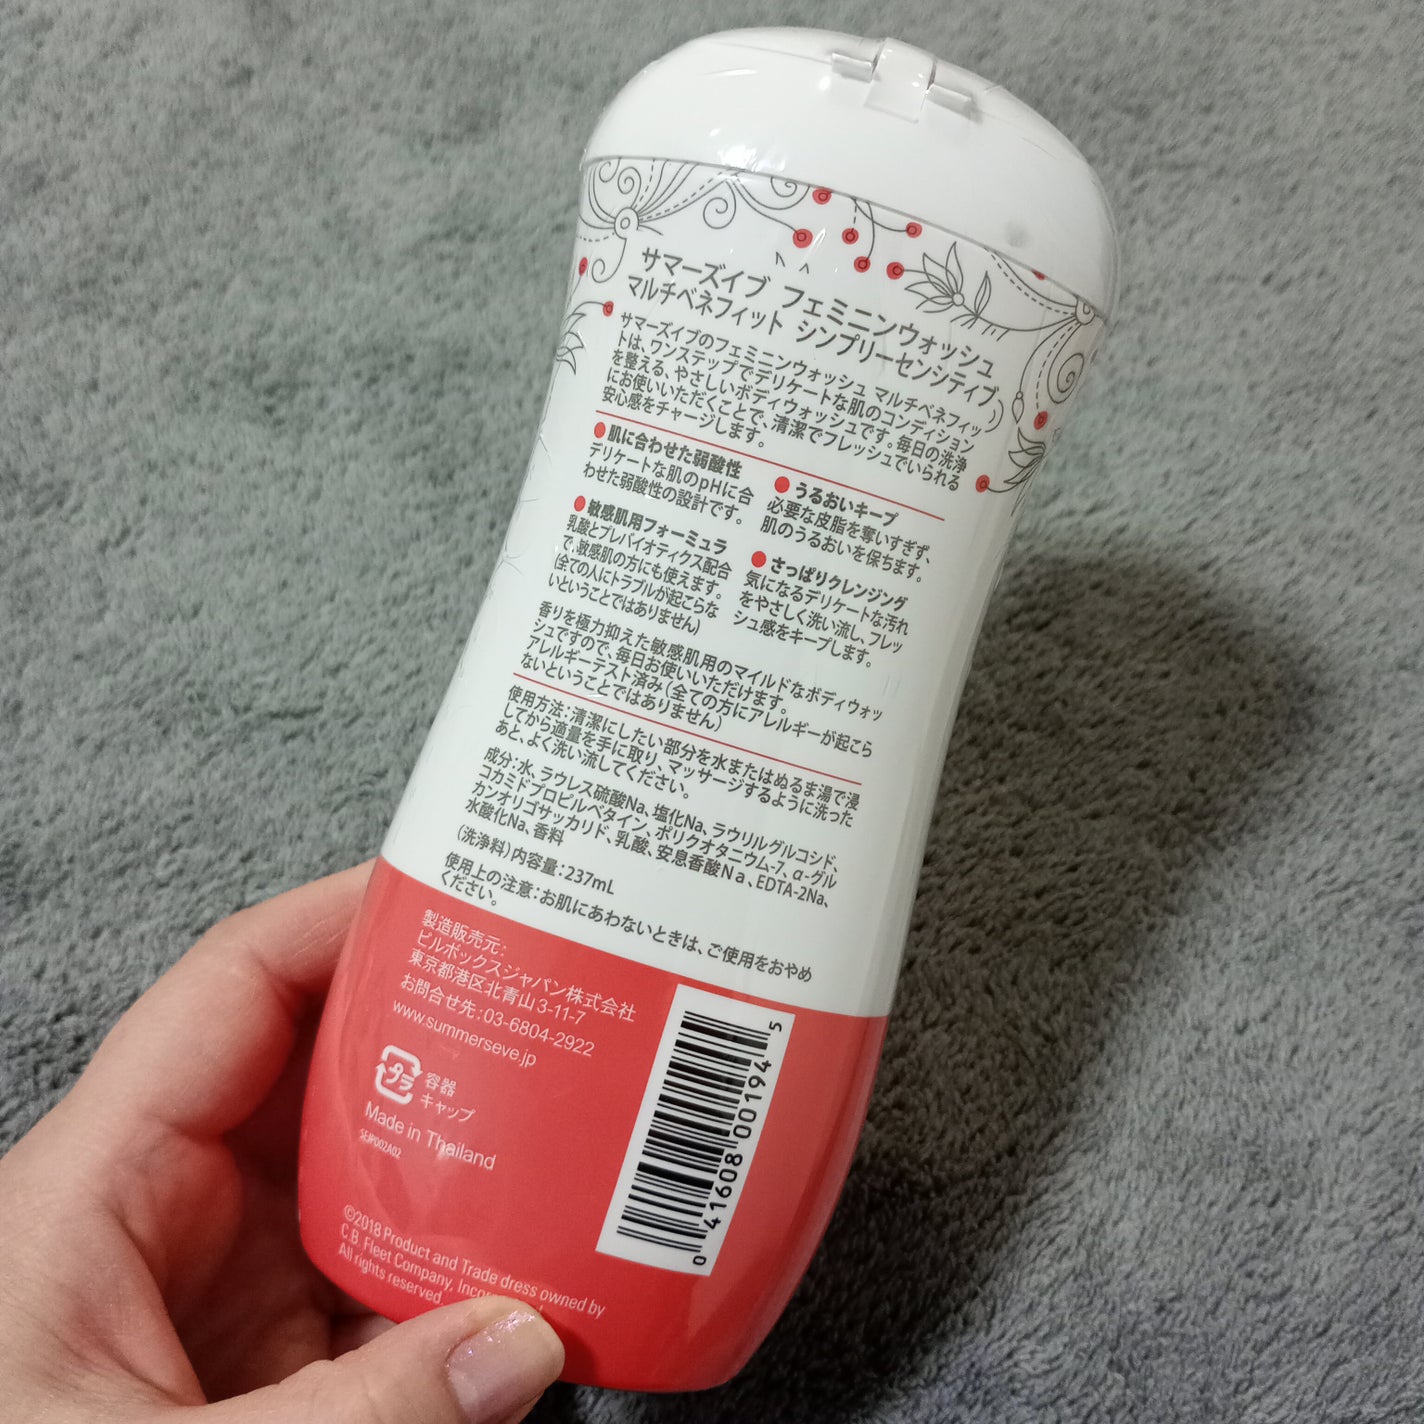 サマーズイブ フェミニンウォッシュ
マルチベネフィット シンプリーセンシティブ
サマーズイブのフェミニンウォッシュ マルチベネフィッ
トは、ワンステップでデリケートな肌のコンディション
を整える、やさしいボディウォッシュです。毎日の洗浄
にお使いいただくことで、清潔でフレッシュでいられる
安心感をチャージします。
●肌に合わせた弱酸性
デリケートな肌のpHに合
わせた弱酸性の設計です。
●敏感肌用フォーミュラ
乳酸とプレバイオティクス配合
で、敏感肌の方にも使えます。
(全ての人にトラブルが起こらな
いということではありません)
●うるおいキープ
必要な皮脂を奪いすぎず、
肌のうるおいを保ちます。
●さっぱりクレンジング
気になるデリケートな汚れ
をやさしく洗い流し、フレッ
シュ感をキープします。
香りを極力抑えた敏感肌用のマイルドなボディウォッ
シュですので、毎日お使いいただけます。
アレルギーテスト済み(全ての方にアレルギーが起こら
ないということではありません)
使用方法:清潔にしたい部分を水またはぬるま湯で浸
してから適量を手に取り、マッサージするように洗った
あと、よく洗い流してください。
成分:水、ラウレス硫酸Na、塩化Na、ラウリルグルコシド、
コカミドプロピルベタイン、ポリクオタニウム-7、α-グル
カンオリゴサッカリド、乳酸、安息香酸Na、EDTA-2Na、
水酸化Na、香料
(洗浄料)内容量:237mL
使用上の注意:お肌にあわないときは、ご使用をおやめ
ください。
製造販売元:
ピルボックスジャパン株式会社
東京都港区北青山3-11-7
お問合せ先:03-6804-2922
www.summerseve.jp
プラ
容器
キャップ
Made in Thailand
SEJP002A02
0 41608 00194 5
©2018 Product and Trade dress owned by
C.B. Fleet Company,
All rights reserved.